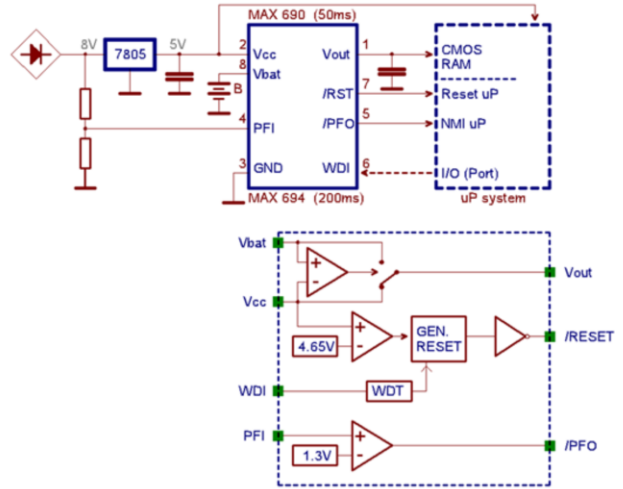 MAX 690 (50ms)
8V
7805
5V
2
Vcc
Vout
1
CMOS
RAM
8
Vbat
B
/RST
7
Reset uP
4
PFI
/PFO
5
NMI uP
3
GND
WDI
6
I/O (Port)
MAX 694 (200ms)
uP system
Vbat
+
-
Vout
Vcc
+
-
4.65V
GEN.
RESET
/RESET
WDI
WDT
PFI
+
-
1.3V
/PFO